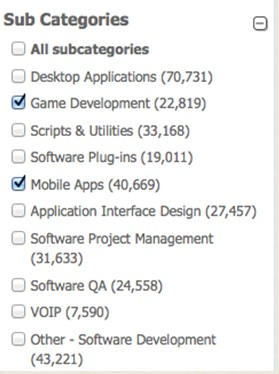 Sub Categories
All subcategories
Desktop Applications (70,731)
Game Development (22,819)
Scripts & Utilities (33,168)
Software Plug-ins (19,011)
Mobile Apps (40,669)
Application Interface Design (27,457)
Software Project Management
(31,633)
Software QA (24,558)
VOIP (7,590)
Other - Software Development
(43,221)